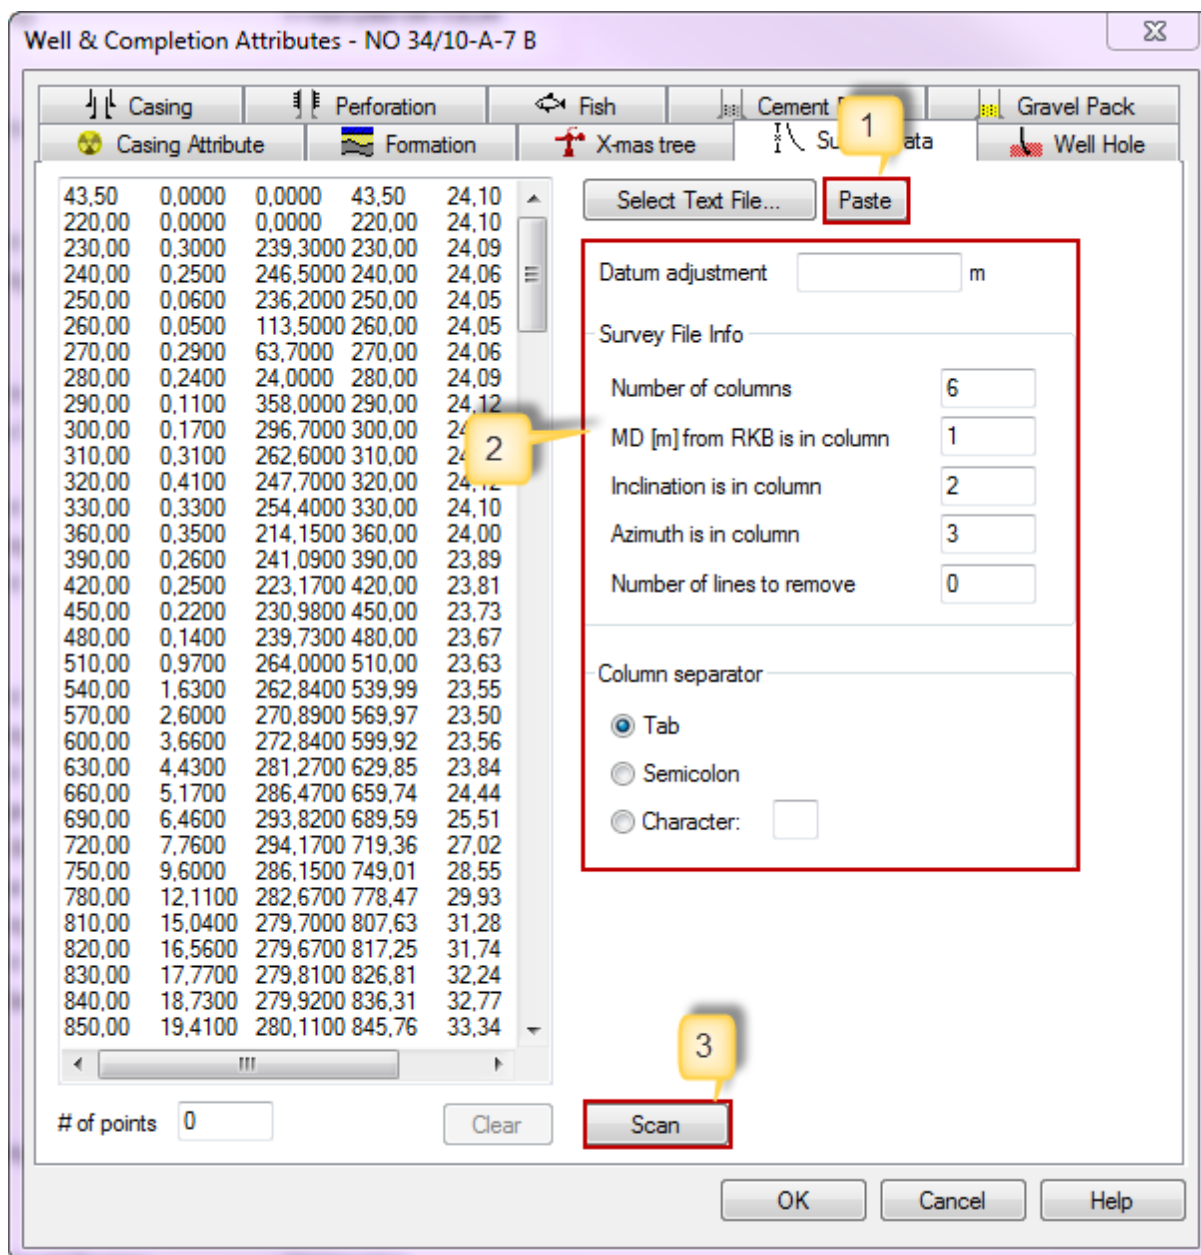 Well & Completion Attributes - NO 34/10-A-7 B
Casing Perforation Fish Cement Gravel Pack
1
Casing Attribute Formation X-mas tree Well Hole
43,50 0,0000 0,0000 43,50 24,10
220,00 0,0000 0,0000 220,00 24,10
230,00 0,3000 239,3000 230,00 24,09
240,00 0,2500 246,5000 240,00 24,06
250,00 0,0600 236,2000 250,00 24,05
260,00 0,0500 113,5000 260,00 24,05
270,00 0,2900 63,7000 270,00 24,06
280,00 0,2400 24,0000 280,00 24,09
290,00 0,1100 358,0000 290,00 24,12
300,00 0,1700 296,7000 300,00
310,00 0,3100 262,6000 310,00
320,00 0,4100 247,7000 320,00 24,12
330,00 0,3300 254,4000 330,00 24,10
360,00 0,3500 214,1500 360,00 24,00
390,00 0,2600 241,0900 390,00 23,89
420,00 0,2500 223,1700 420,00 23,81
450,00 0,2200 230,9800 450,00 23,73
480,00 0,1400 239,7300 480,00 23,67
510,00 0,9700 264,0000 510,00 23,63
540,00 1,6300 262,8400 539,99 23,55
570,00 2,6000 270,8900 569,97 23,50
600,00 3,6600 272,8400 599,92 23,56
630,00 4,4300 281,2700 629,85 23,84
660,00 5,1700 286,4700 659,74 24,44
690,00 6,4600 293,8200 689,59 25,51
720,00 7,7600 294,1700 719,36 27,02
750,00 9,6000 286,1500 749,01 28,55
780,00 12,1100 282,6700 778,47 29,93
810,00 15,0400 279,7000 807,63 31,28
820,00 16,5600 279,6700 817,25 31,74
830,00 17,7700 279,8100 826,81 32,24
840,00 18,7300 279,9200 836,31 32,77
850,00 19,4100 280,1100 845,76 33,34
# of points 0
Clear
Select Text File... Paste
Datum adjustment m
Survey File Info
Number of columns 6
2
MD [m] from RKB is in column 1
Inclination is in column 2
Azimuth is in column 3
Number of lines to remove 0
Column separator
Tab
Semicolon
Character:
3
Scan
OK Cancel Help